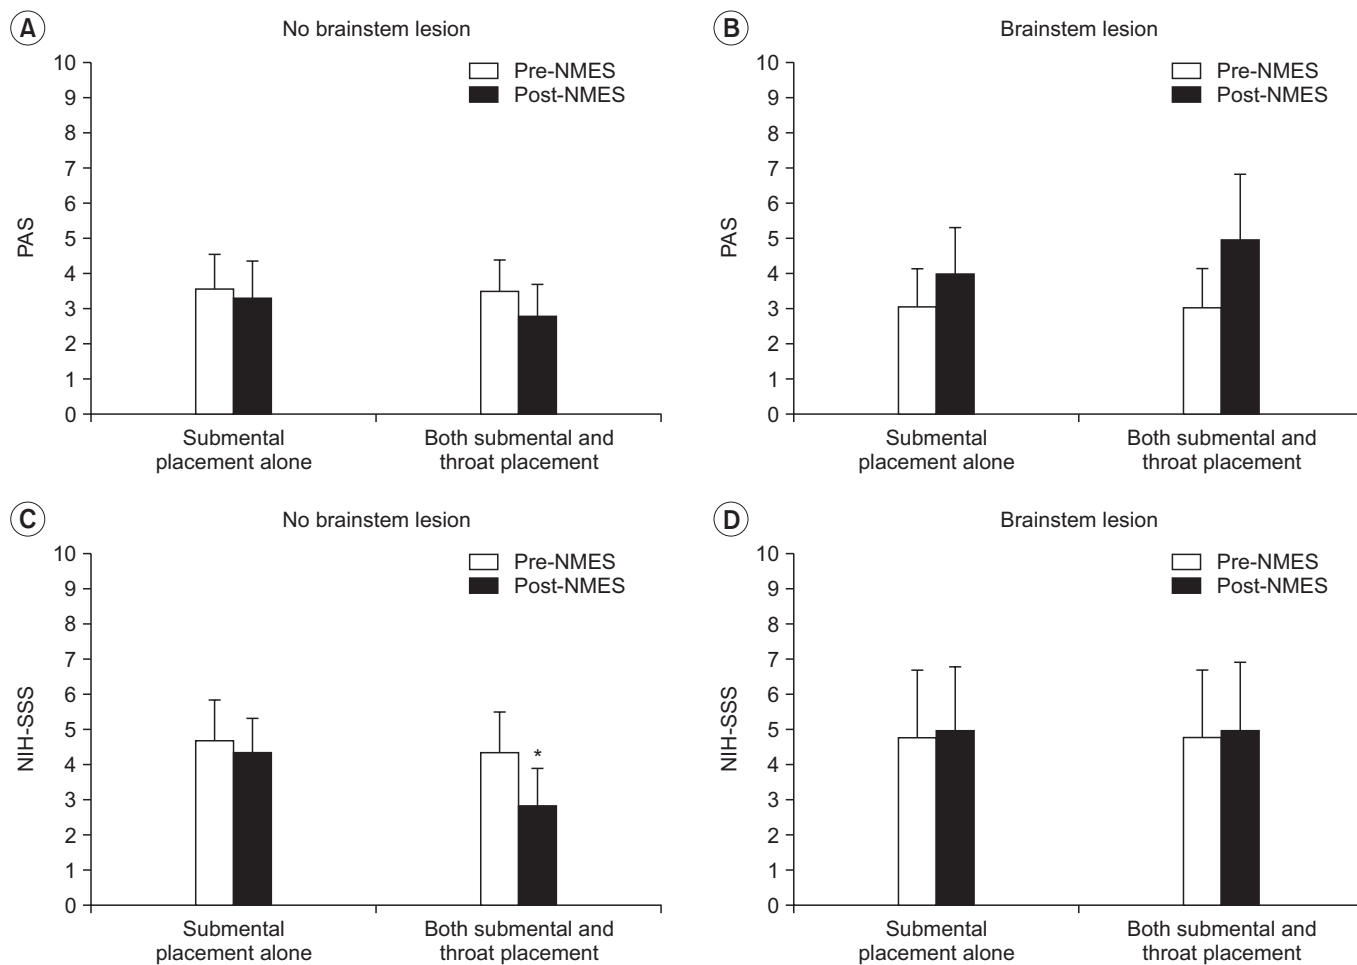 A
No brainstem lesion
Pre-NMES
Post-NMES
10
9
8
7
6
5
4
3
2
1
0
PAS
Submental
placement alone
Both submental and
throat placement
B
Brainstem lesion
Pre-NMES
Post-NMES
10
9
8
7
6
5
4
3
2
1
0
PAS
Submental
placement alone
Both submental and
throat placement
C
No brainstem lesion
Pre-NMES
Post-NMES
10
9
8
7
6
5
4
3
2
1
0
NIH-SSS
*
Submental
placement alone
Both submental and
throat placement
D
Brainstem lesion
Pre-NMES
Post-NMES
10
9
8
7
6
5
4
3
2
1
0
NIH-SSS
Submental
placement alone
Both submental and
throat placement